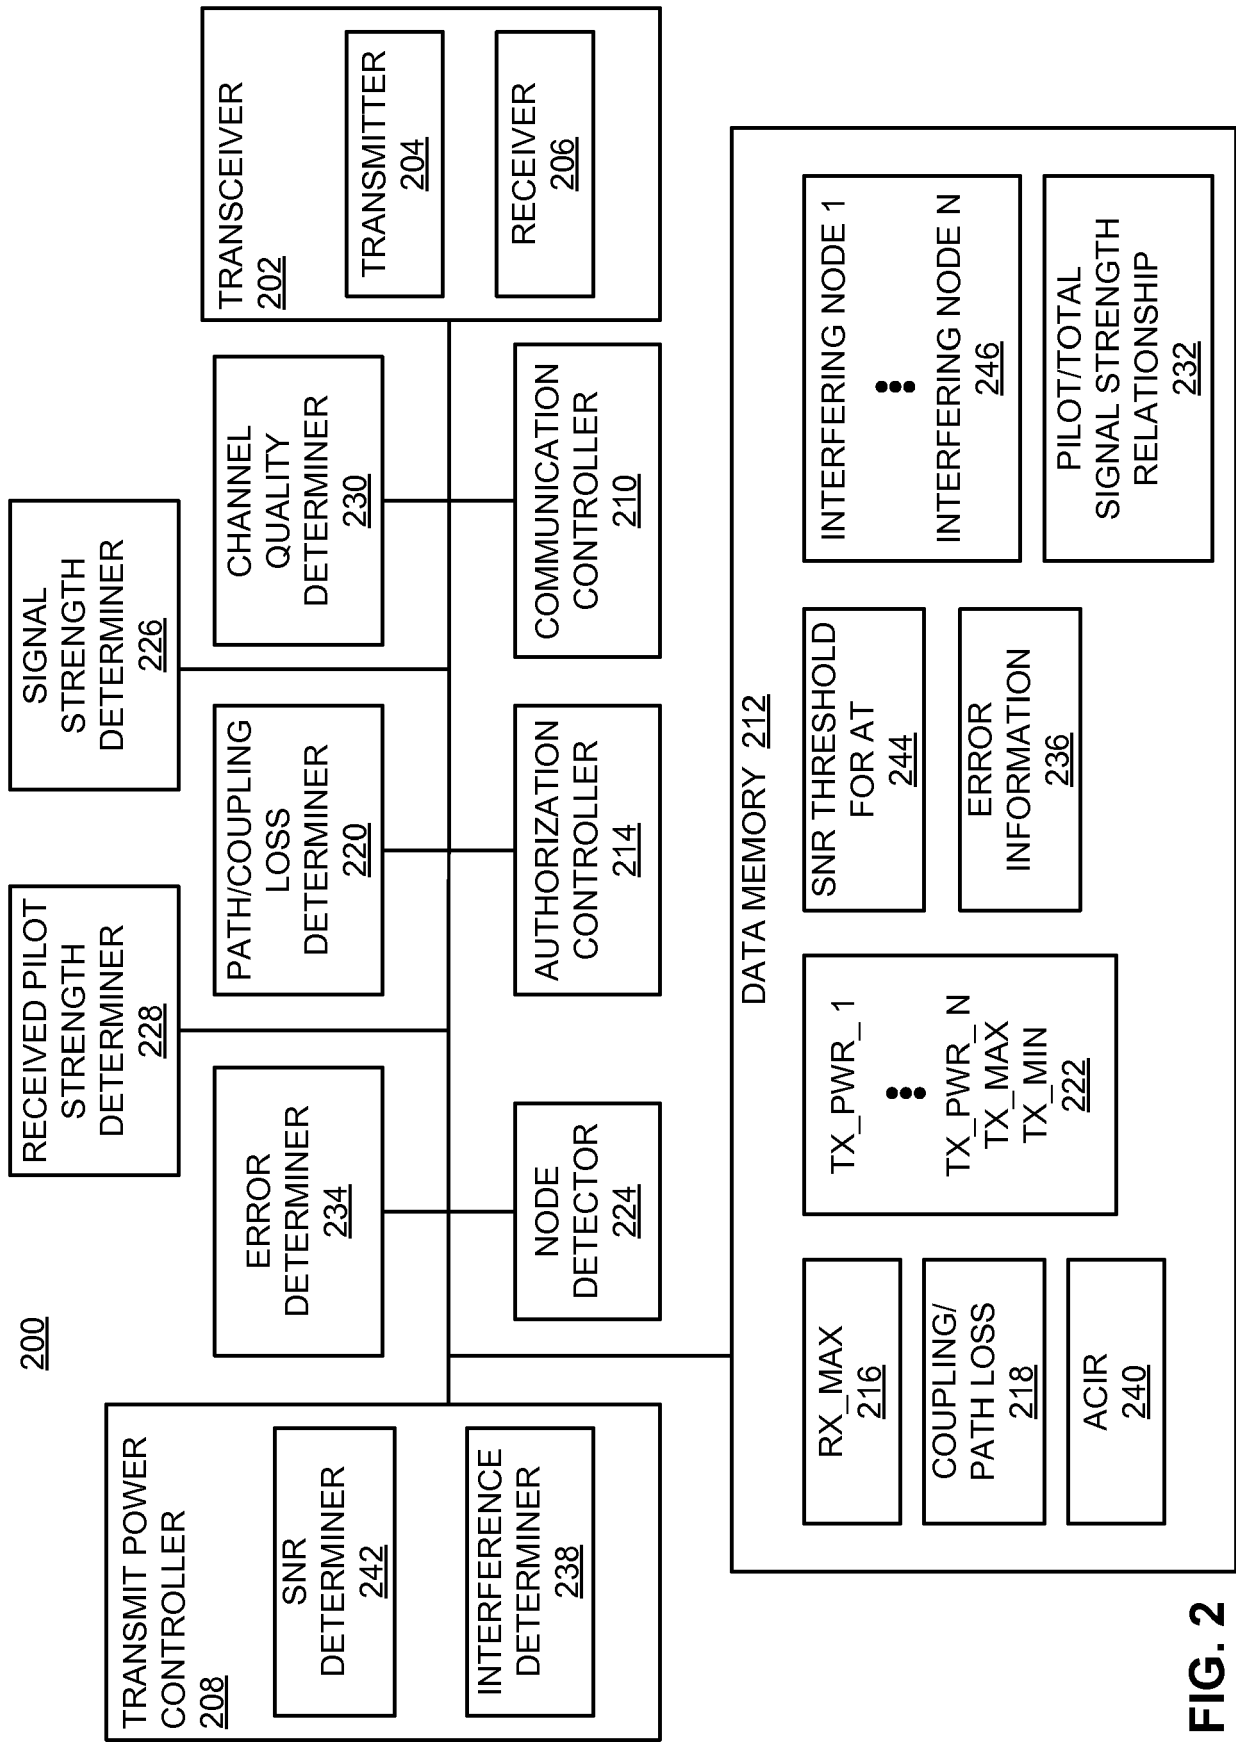 200
RECEIVED PILOT
STRENGTH
DETERMINER
228
SIGNAL
STRENGTH
DETERMINER
226
TRANSMIT POWER
CONTROLLER
208
SNR
DETERMINER
242
INTERFERENCE
DETERMINER
238
ERROR
DETERMINER
234
PATH/COUPLING
LOSS
DETERMINER
220
CHANNEL
QUALITY
DETERMINER
230
TRANSCEIVER
202
TRANSMITTER
204
RECEIVER
206
NODE
DETECTOR
224
AUTHORIZATION
CONTROLLER
214
COMMUNICATION
CONTROLLER
210
DATA MEMORY 212
RX_MAX
216
COUPLING/
PATH LOSS
218
ACIR
240
TX_PWR_1
TX_PWR_N
TX_MAX
TX_MIN
222
SNR THRESHOLD
FOR AT
244
ERROR
INFORMATION
236
INTERFERING NODE 1
INTERFERING NODE N
246
PILOT/TOTAL
SIGNAL STRENGTH
RELATIONSHIP
232
FIG. 2